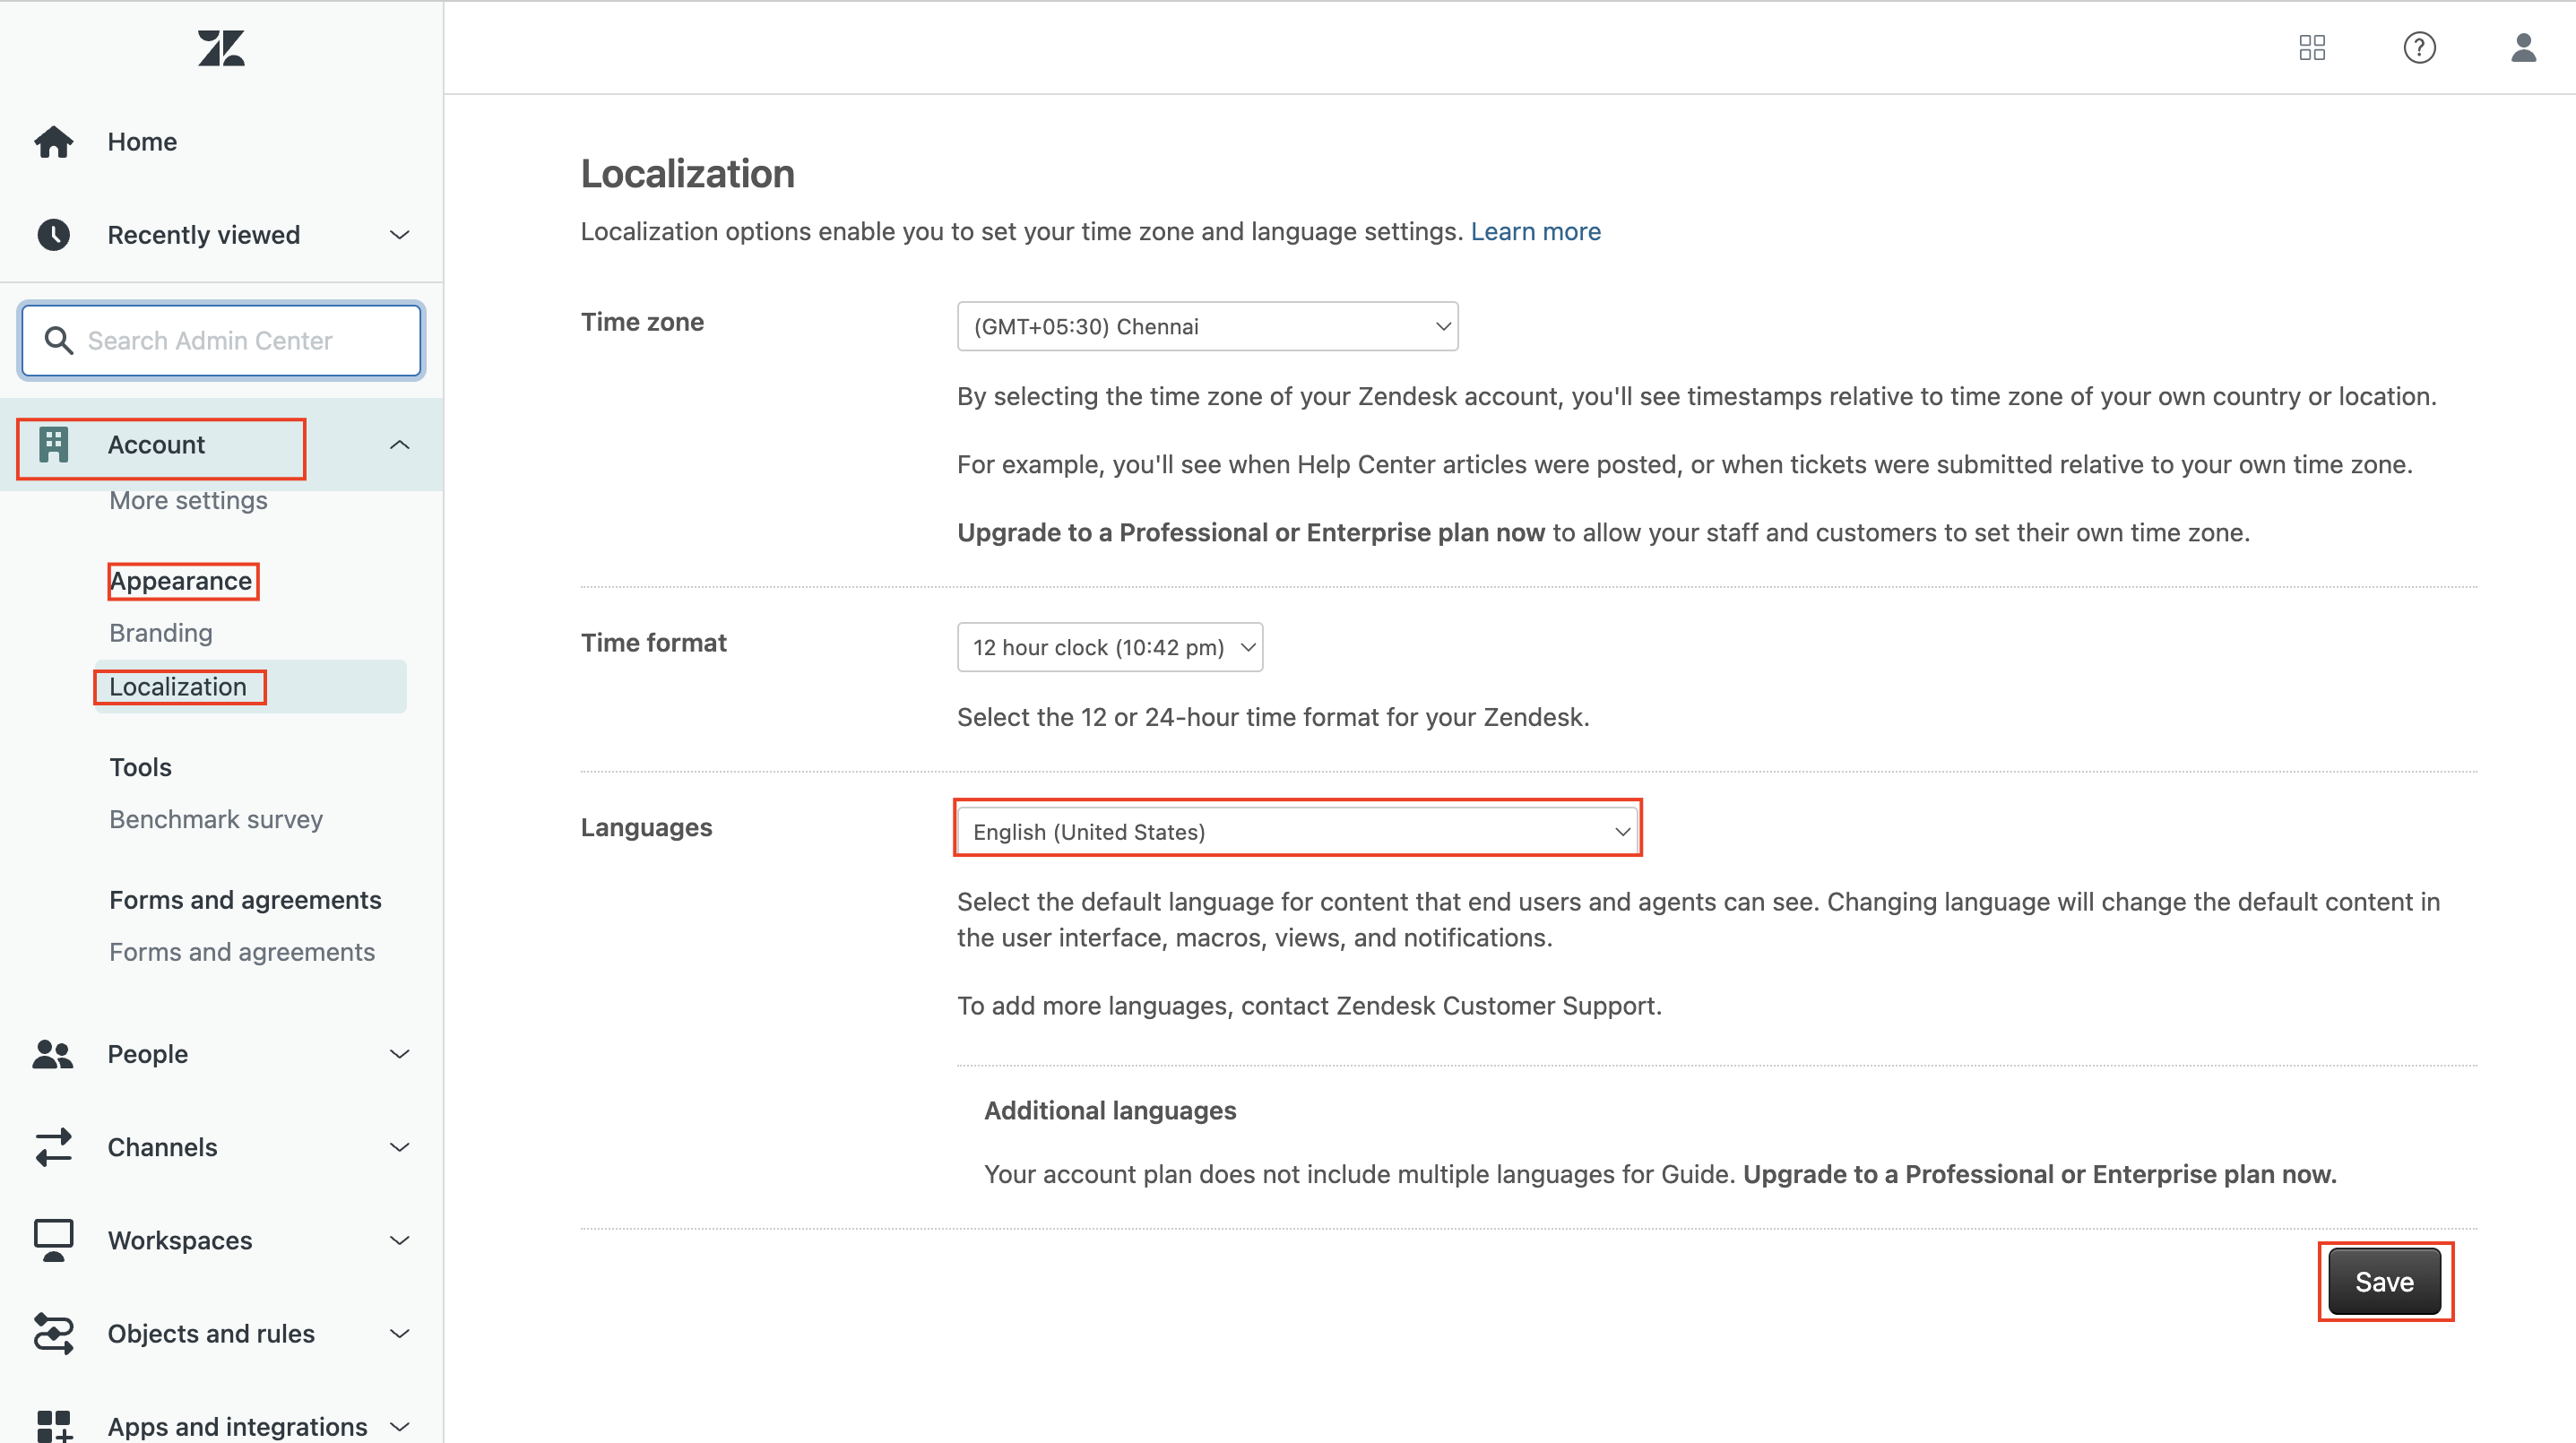 Home
Recently viewed
Search Admin Center
Account
More settings
Appearance
Branding
Localization
Tools
Benchmark survey
Forms and agreements
Forms and agreements
People
Channels
Workspaces
Objects and rules
Apps and integrations
Localization
Localization options enable you to set your time zone and language settings. Learn more
Time zone
(GMT+05:30) Chennai
By selecting the time zone of your Zendesk account, you'll see timestamps relative to time zone of your own country or location.
For example, you'll see when Help Center articles were posted, or when tickets were submitted relative to your own time zone.
Upgrade to a Professional or Enterprise plan now to allow your staff and customers to set their own time zone.
Time format
12 hour clock (10:42 pm)
Select the 12 or 24-hour time format for your Zendesk.
Languages
English (United States)
Select the default language for content that end users and agents can see. Changing language will change the default content in
the user interface, macros, views, and notifications.
To add more languages, contact Zendesk Customer Support.
Additional languages
Your account plan does not include multiple languages for Guide. Upgrade to a Professional or Enterprise plan now.
Save